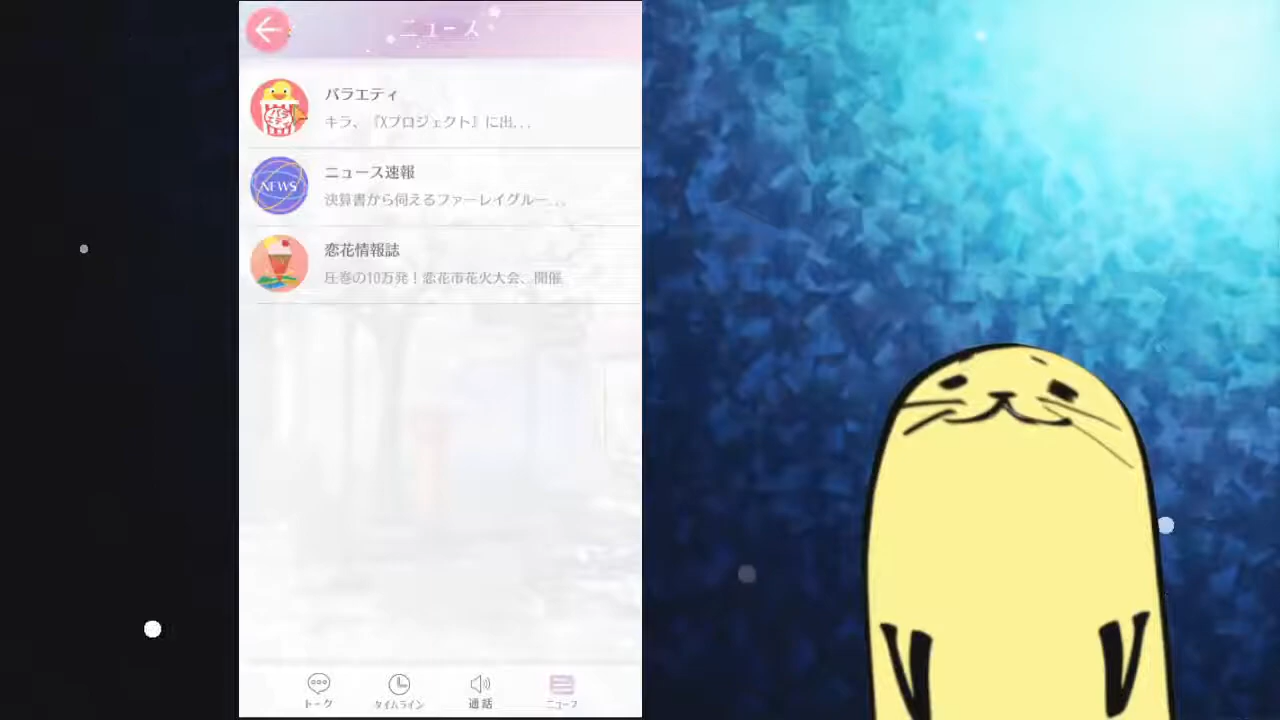 ニュース
バラエティ
キラ、『Xプロジェクト』に出...
NEWS
ニュース速報
決算書から伺えるファーレイグルー...
恋花情報誌
圧巻の10万発！恋花市花火大会、開催
トーク
タイムライン
通話
ニュース